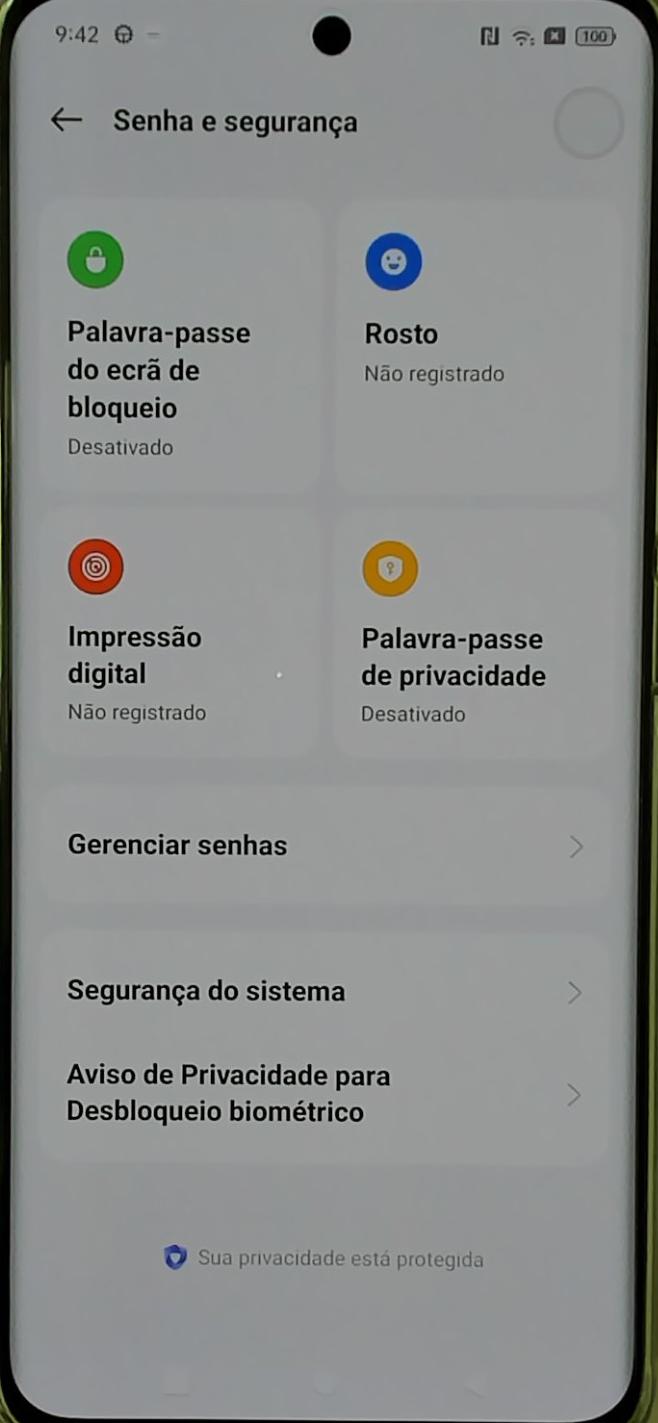 9:42
100
Senha e segurança
Palavra-passe
do ecrã de
bloqueio
Desativado
Rosto
Não registrado
Impressão
digital
Não registrado
Palavra-passe
de privacidade
Desativado
Gerenciar senhas
Segurança do sistema
Aviso de Privacidade para
Desbloqueio biométrico
Sua privacidade está protegida